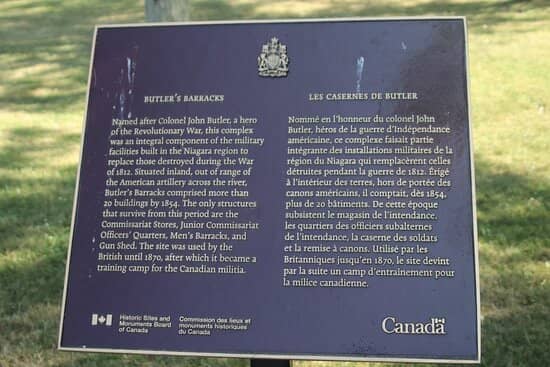 BUTLER'S BARRACKS
Named after Colonel John Butler, a hero
of the Revolutionary War, this complex
was an integral component of the military
facilities built in the Niagara region to
replace those destroyed during the War
of 1812. Situated inland, out of range of
the American artillery across the river,
Butler's Barracks comprised more than
20 buildings by 1854. The only structures
that survive from this period are the
Commissariat Stores, Junior Commissariat
Officers' Quarters, Men's Barracks, and
Gun Shed. The site was used by the
British until 1870, after which it became a
training camp for the Canadian militia.
LES CASERNES DE BUTLER
Nommé en l'honneur du colonel John
Butler, héros de la guerre d'Indépendance
américaine, ce complexe faisait partie
intégrante des installations militaires de la
région du Niagara qui remplacèrent celles
détruites pendant la guerre de 1812. Érigé
à l'intérieur des terres, hors de portée des
canons américains, il comptait, dès 1854,
plus de 20 bâtiments. De cette époque
subsistent le magasin de l'intendance,
les quartiers des officiers subalternes
de l'intendance, la caserne des soldats
et la remise à canons. Utilisé par les
Britanniques jusqu'en 1870, le site devint
par la suite un camp d'entraînement pour
la milice canadienne.
Historic Sites and
Monuments Board
of Canada
Commission des lieux et
monuments historiques
du Canada
Canada